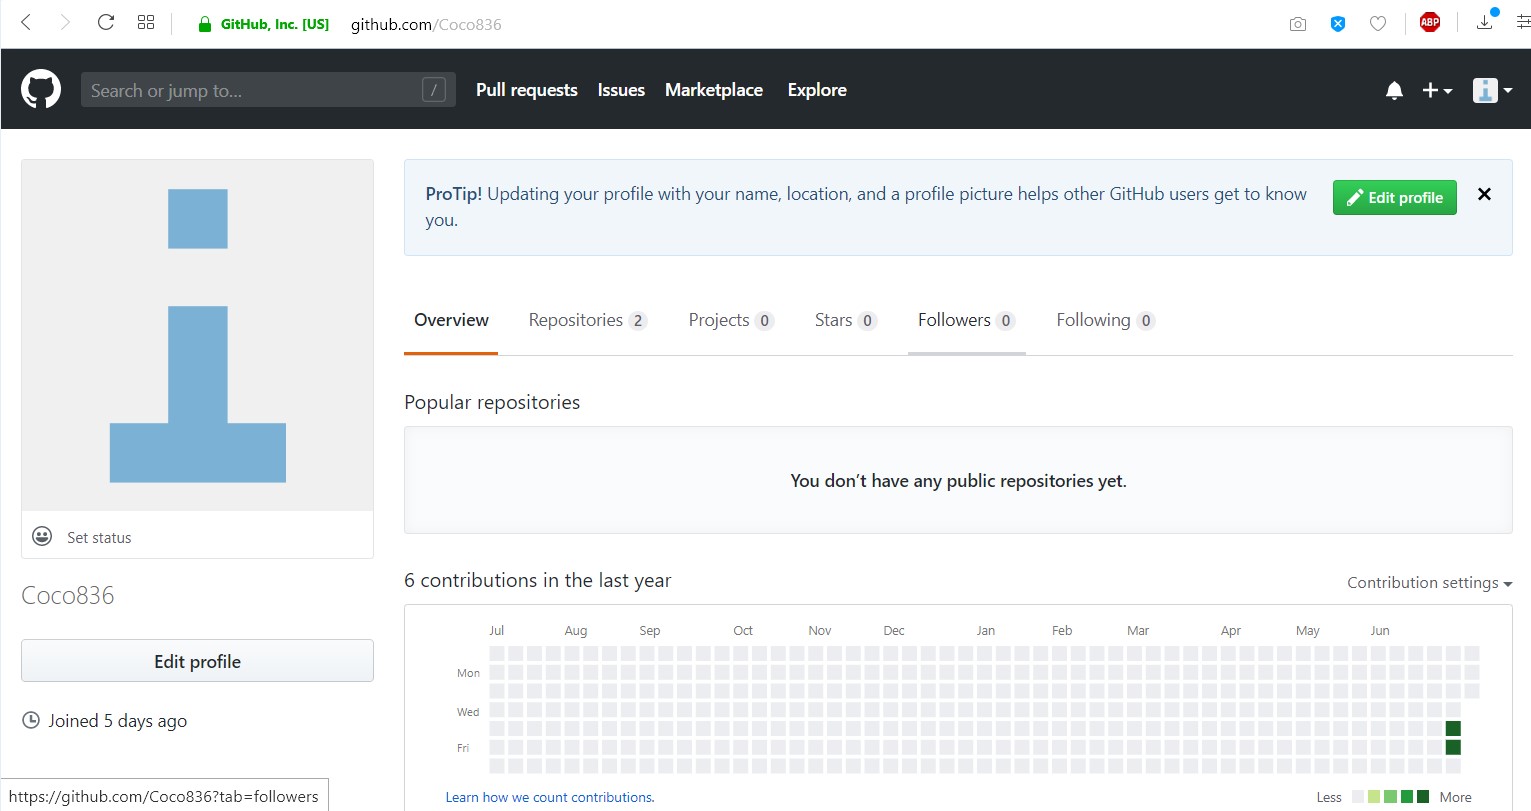 GitHub, Inc. [US]
github.com/Coco836
ABP
Search or jump to...
/
Pull requests
Issues
Marketplace
Explore
ProTip! Updating your profile with your name, location, and a profile picture helps other GitHub users get to know
you.
Edit profile
Overview
Repositories 2
Projects 0
Stars 0
Followers 0
Following 0
Popular repositories
You don't have any public repositories yet.
Set status
Coco836
Edit profile
Joined 5 days ago
6 contributions in the last year
Contribution settings
Jul Aug Sep Oct Nov Dec Jan Feb Mar Apr May Jun
Mon
Wed
Fri
Learn how we count contributions.
Less
More
https://github.com/Coco836?tab=followers